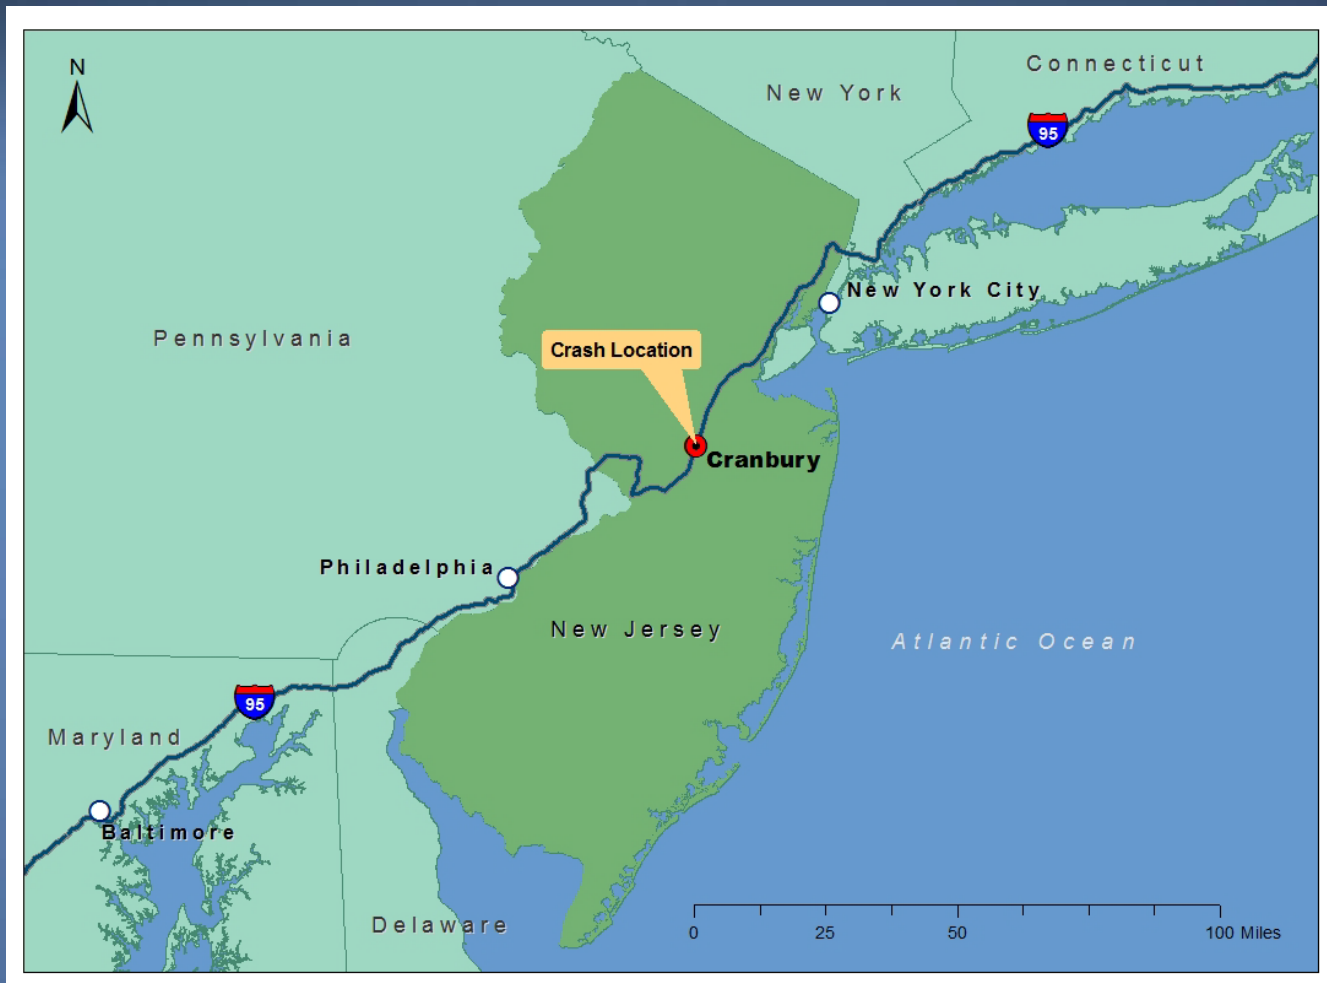 N
Connecticut
New York
95
New York City
Pennsylvania
Crash Location
Cranbury
Philadelphia
New Jersey
Atlantic Ocean
95
Maryland
Baltimore
Delaware
0 25 50 100 Miles